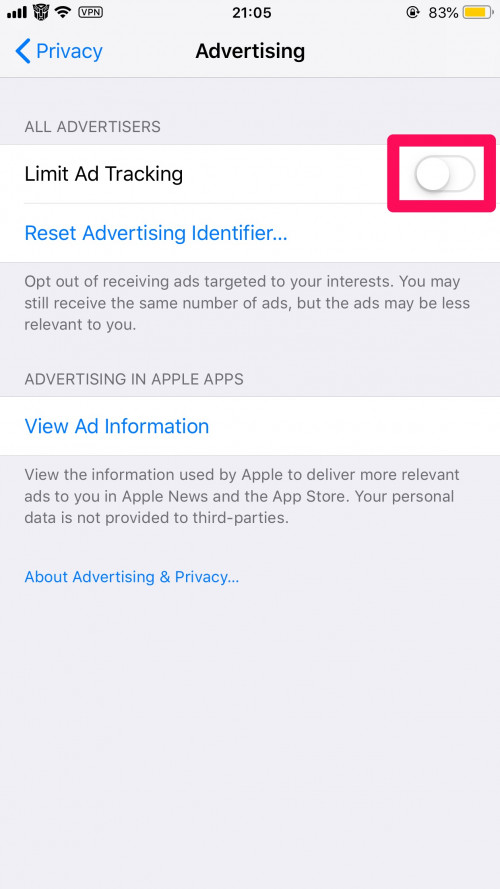 VPN 21:05 83%
Privacy Advertising
ALL ADVERTISERS
Limit Ad Tracking
Reset Advertising Identifier...
Opt out of receiving ads targeted to your interests. You may
still receive the same number of ads, but the ads may be less
relevant to you.
ADVERTISING IN APPLE APPS
View Ad Information
View the information used by Apple to deliver more relevant
ads to you in Apple News and the App Store. Your personal
data is not provided to third-parties.
About Advertising & Privacy...